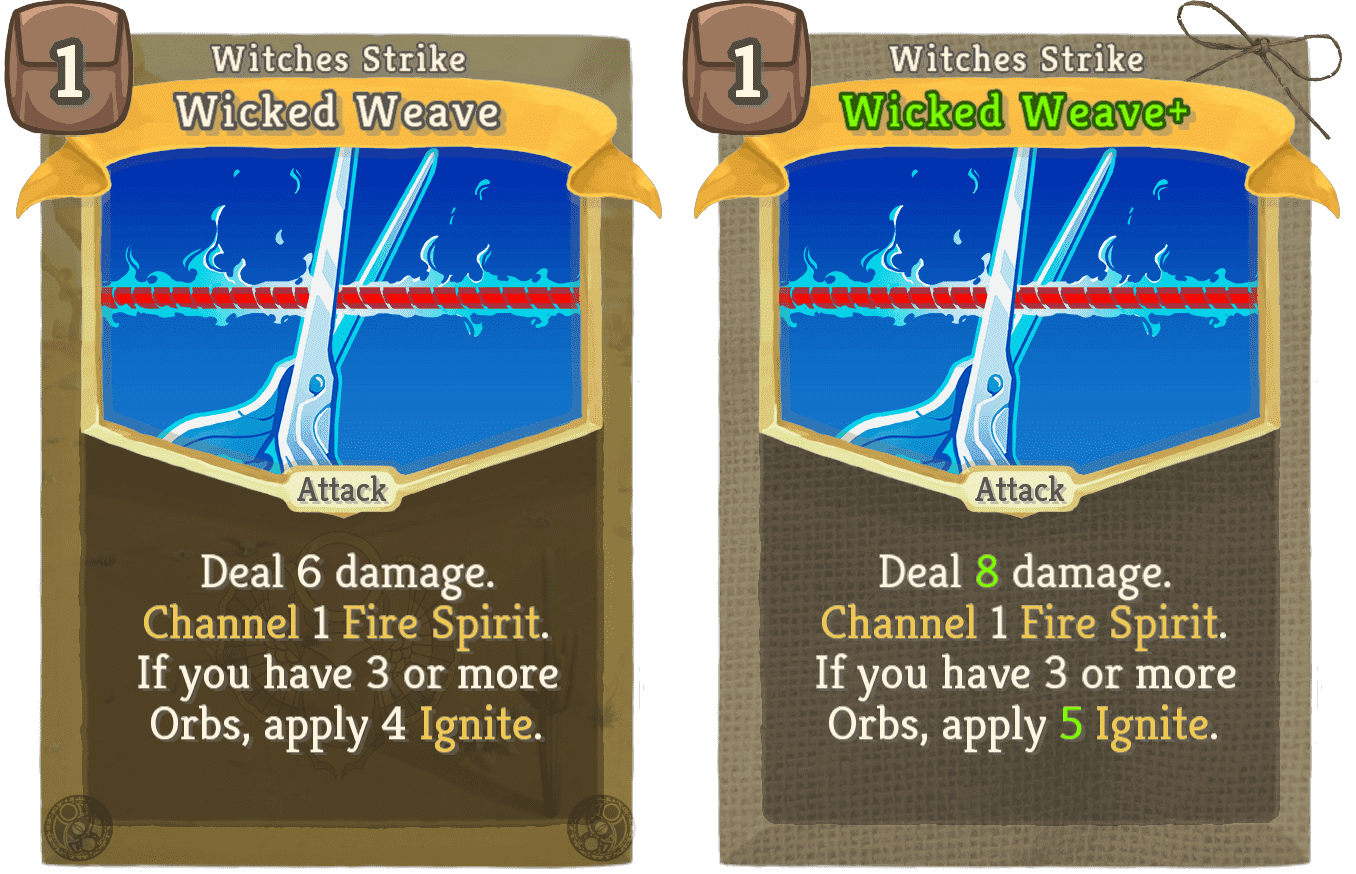 1
Witches Strike
Wicked Weave
Attack
Deal 6 damage.
Channel 1 Fire Spirit.
If you have 3 or more
Orbs, apply 4 Ignite.
1
Witches Strike
Wicked Weave+
Attack
Deal 8 damage.
Channel 1 Fire Spirit.
If you have 3 or more
Orbs, apply 5 Ignite.